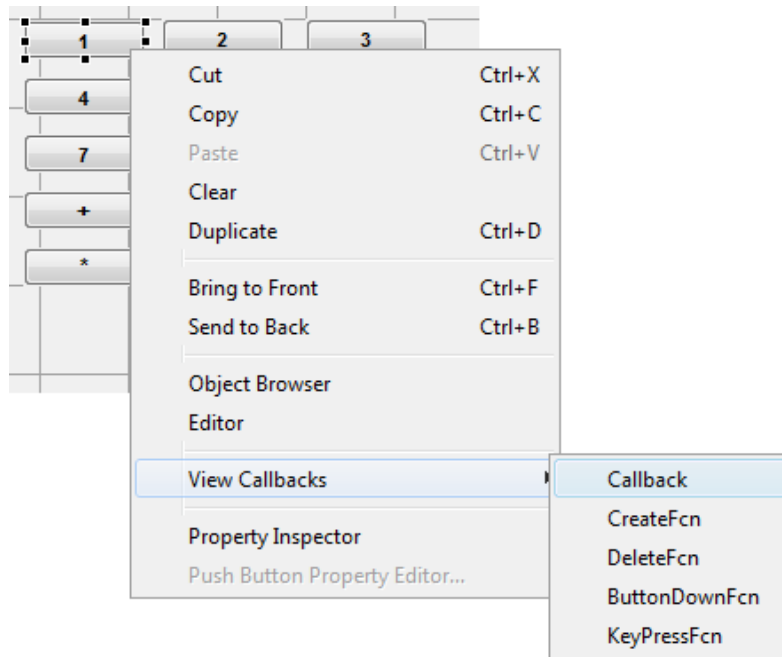 1 2 3
4
7
+
*
Cut Ctrl+X
Copy Ctrl+C
Paste Ctrl+V
Clear
Duplicate Ctrl+D
Bring to Front Ctrl+F
Send to Back Ctrl+B
Object Browser
Editor
View Callbacks
Property Inspector
Push Button Property Editor...
Callback
CreateFcn
DeleteFcn
ButtonDownFcn
KeyPressFcn